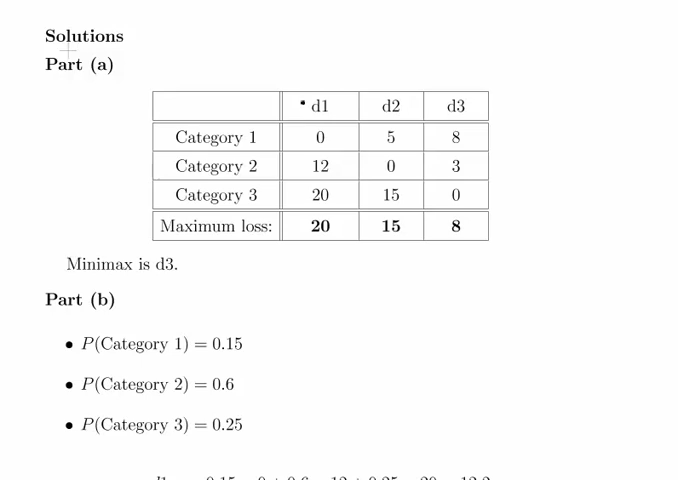 Solutions
Part (a)
d1 d2 d3
Category 1 0 5 8
Category 2 12 0 3
Category 3 20 15 0
Maximum loss: 20 15 8
Minimax is d3.
Part (b)
• P(Category 1) = 0.15
• P(Category 2) = 0.6
• P(Category 3) = 0.25